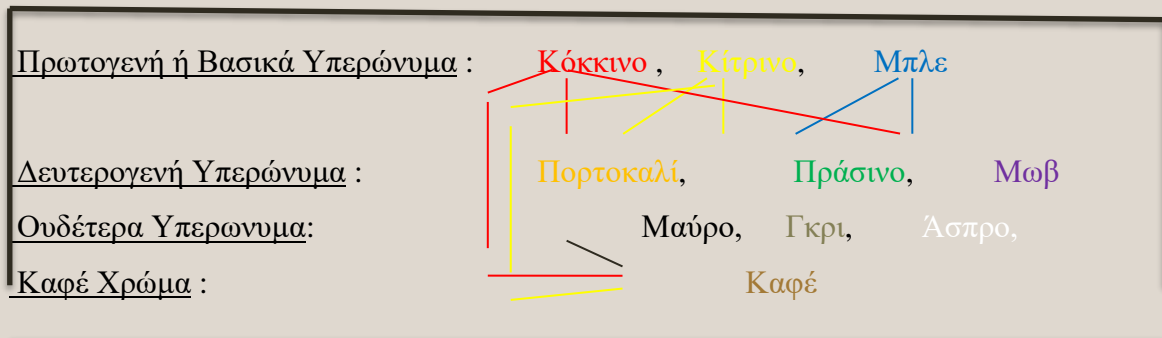 Πρωτογενή ή Βασικά Υπερώνυμα : Κόκκινο , Κίτρινο, Μπλε
Δευτερογενή Υπερώνυμα : Πορτοκαλί, Πράσινο, Μωβ
Ουδέτερα Υπερωνυμα: Μαύρο, Γκρι, Άσπρο,
Καφέ Χρώμα : Καφέ